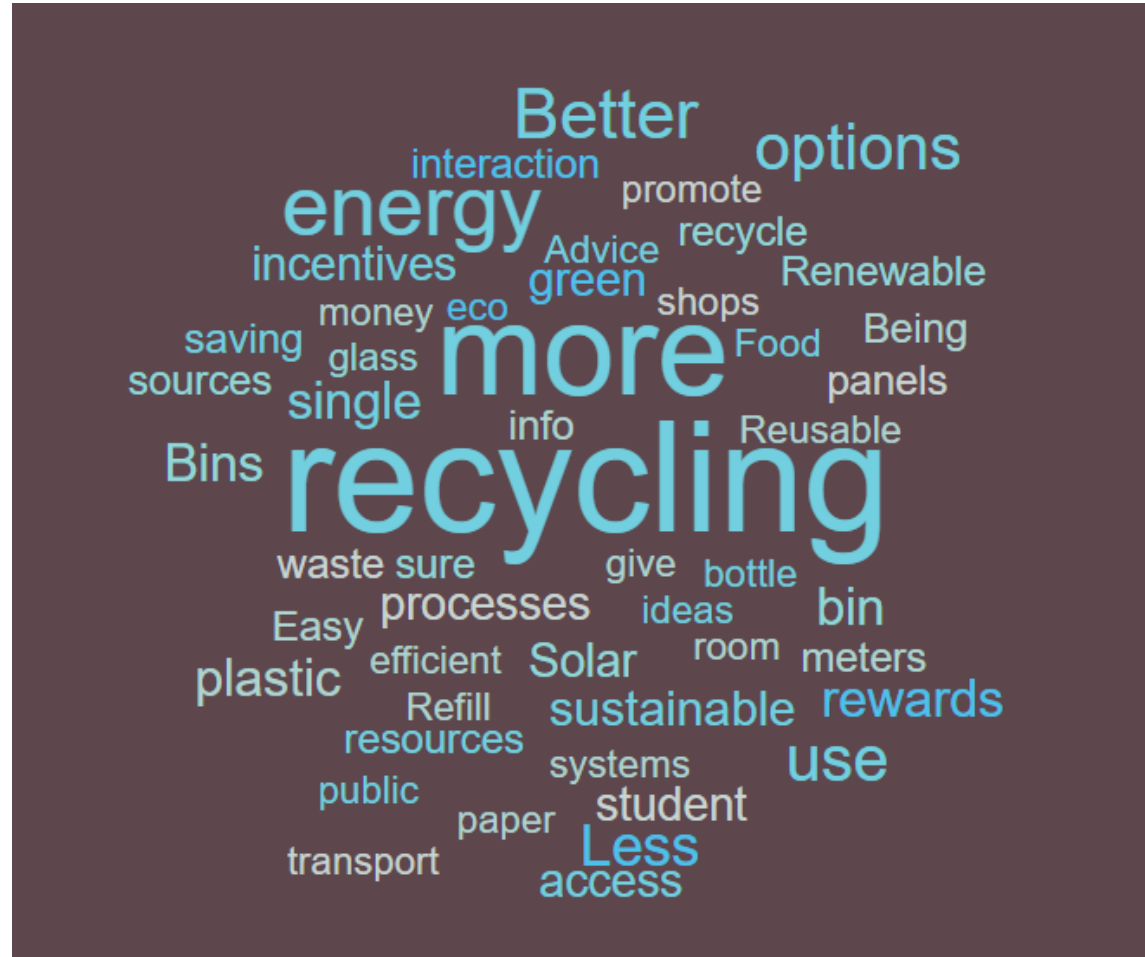 Better
options
interaction
promote
energy
recycle
Advice
incentives
green
Renewable
shops
money
eco
Being
saving
more
Food
glass
sources
single
panels
info
Reusable
Bins
recycling
waste
sure
give
bottle
processes
ideas
bin
Easy
room
meters
efficient
Solar
plastic
rewards
Refill
sustainable
resources
systems
use
public
student
paper
Less
transport
access